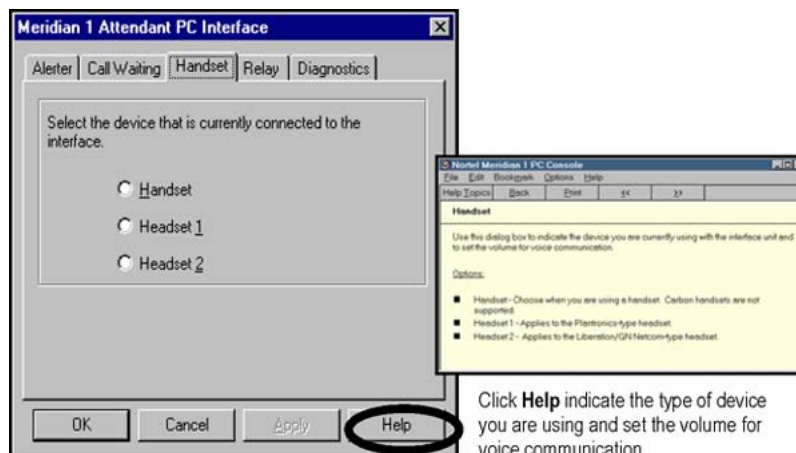 Meridian 1 Attendant PC Interface
Alerter Call Waiting Handset Relay Diagnostics
Select the device that is currently connected to the
interface.
Handset
Headset 1
Headset 2
OK Cancel Apply Help
Nortel Meridian 1 PC Console
File Edit Bookmark Options Help
Help Topics Back Print << >>
Handset
Use this dialog box to indicate the device you are currently using with the interface unit and
to set the volume for voice communication.
Options:
Handset - Choose when you are using a handset. Carbon handsets are not
supported.
Headset 1 - Applies to the Plantronics-type headset.
Headset 2 - Applies to the Liberation/GN Netcom-type headset.
Click Help indicate the type of device
you are using and set the volume for
voice communication